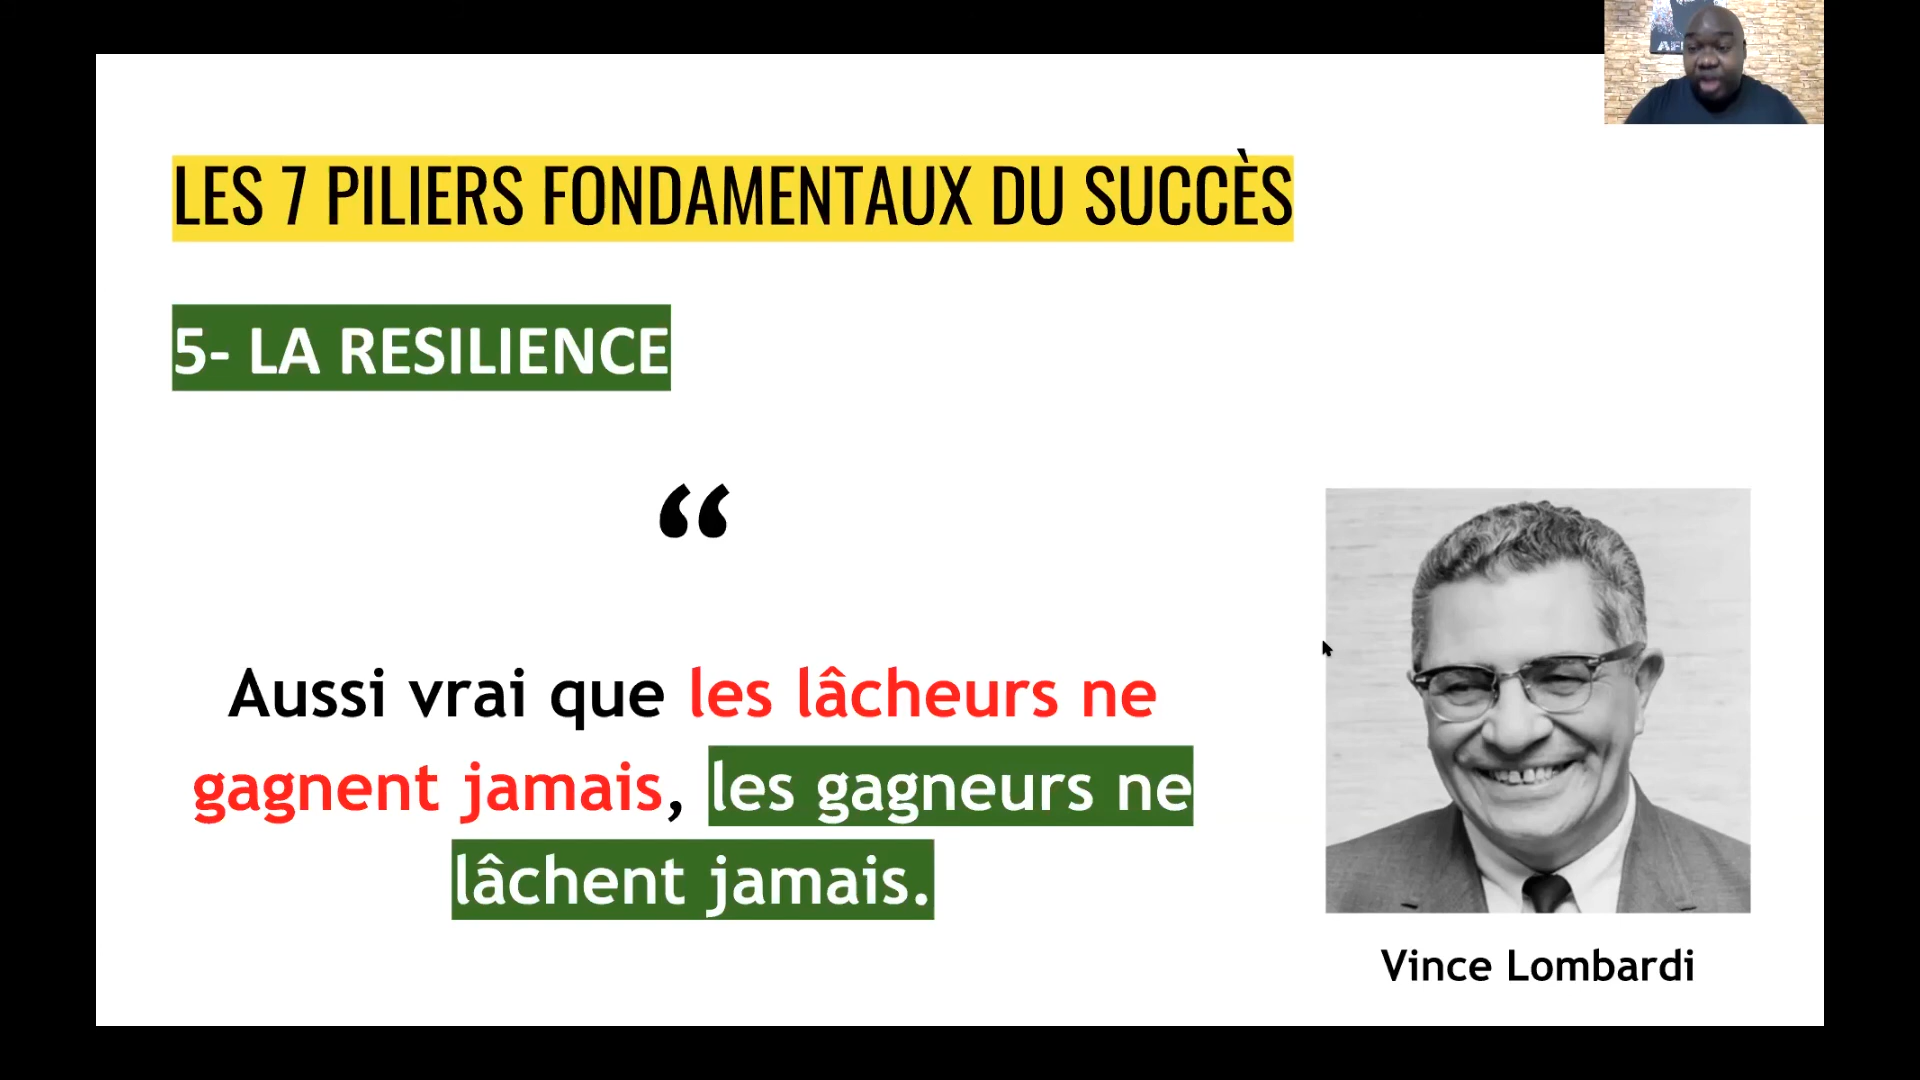 LES 7 PILIERS FONDAMENTAUX DU SUCCÈS
5- LA RESILIENCE
“
Aussi vrai que les lâcheurs ne
gagnent jamais, les gagneurs ne
lâchent jamais.
Vince Lombardi